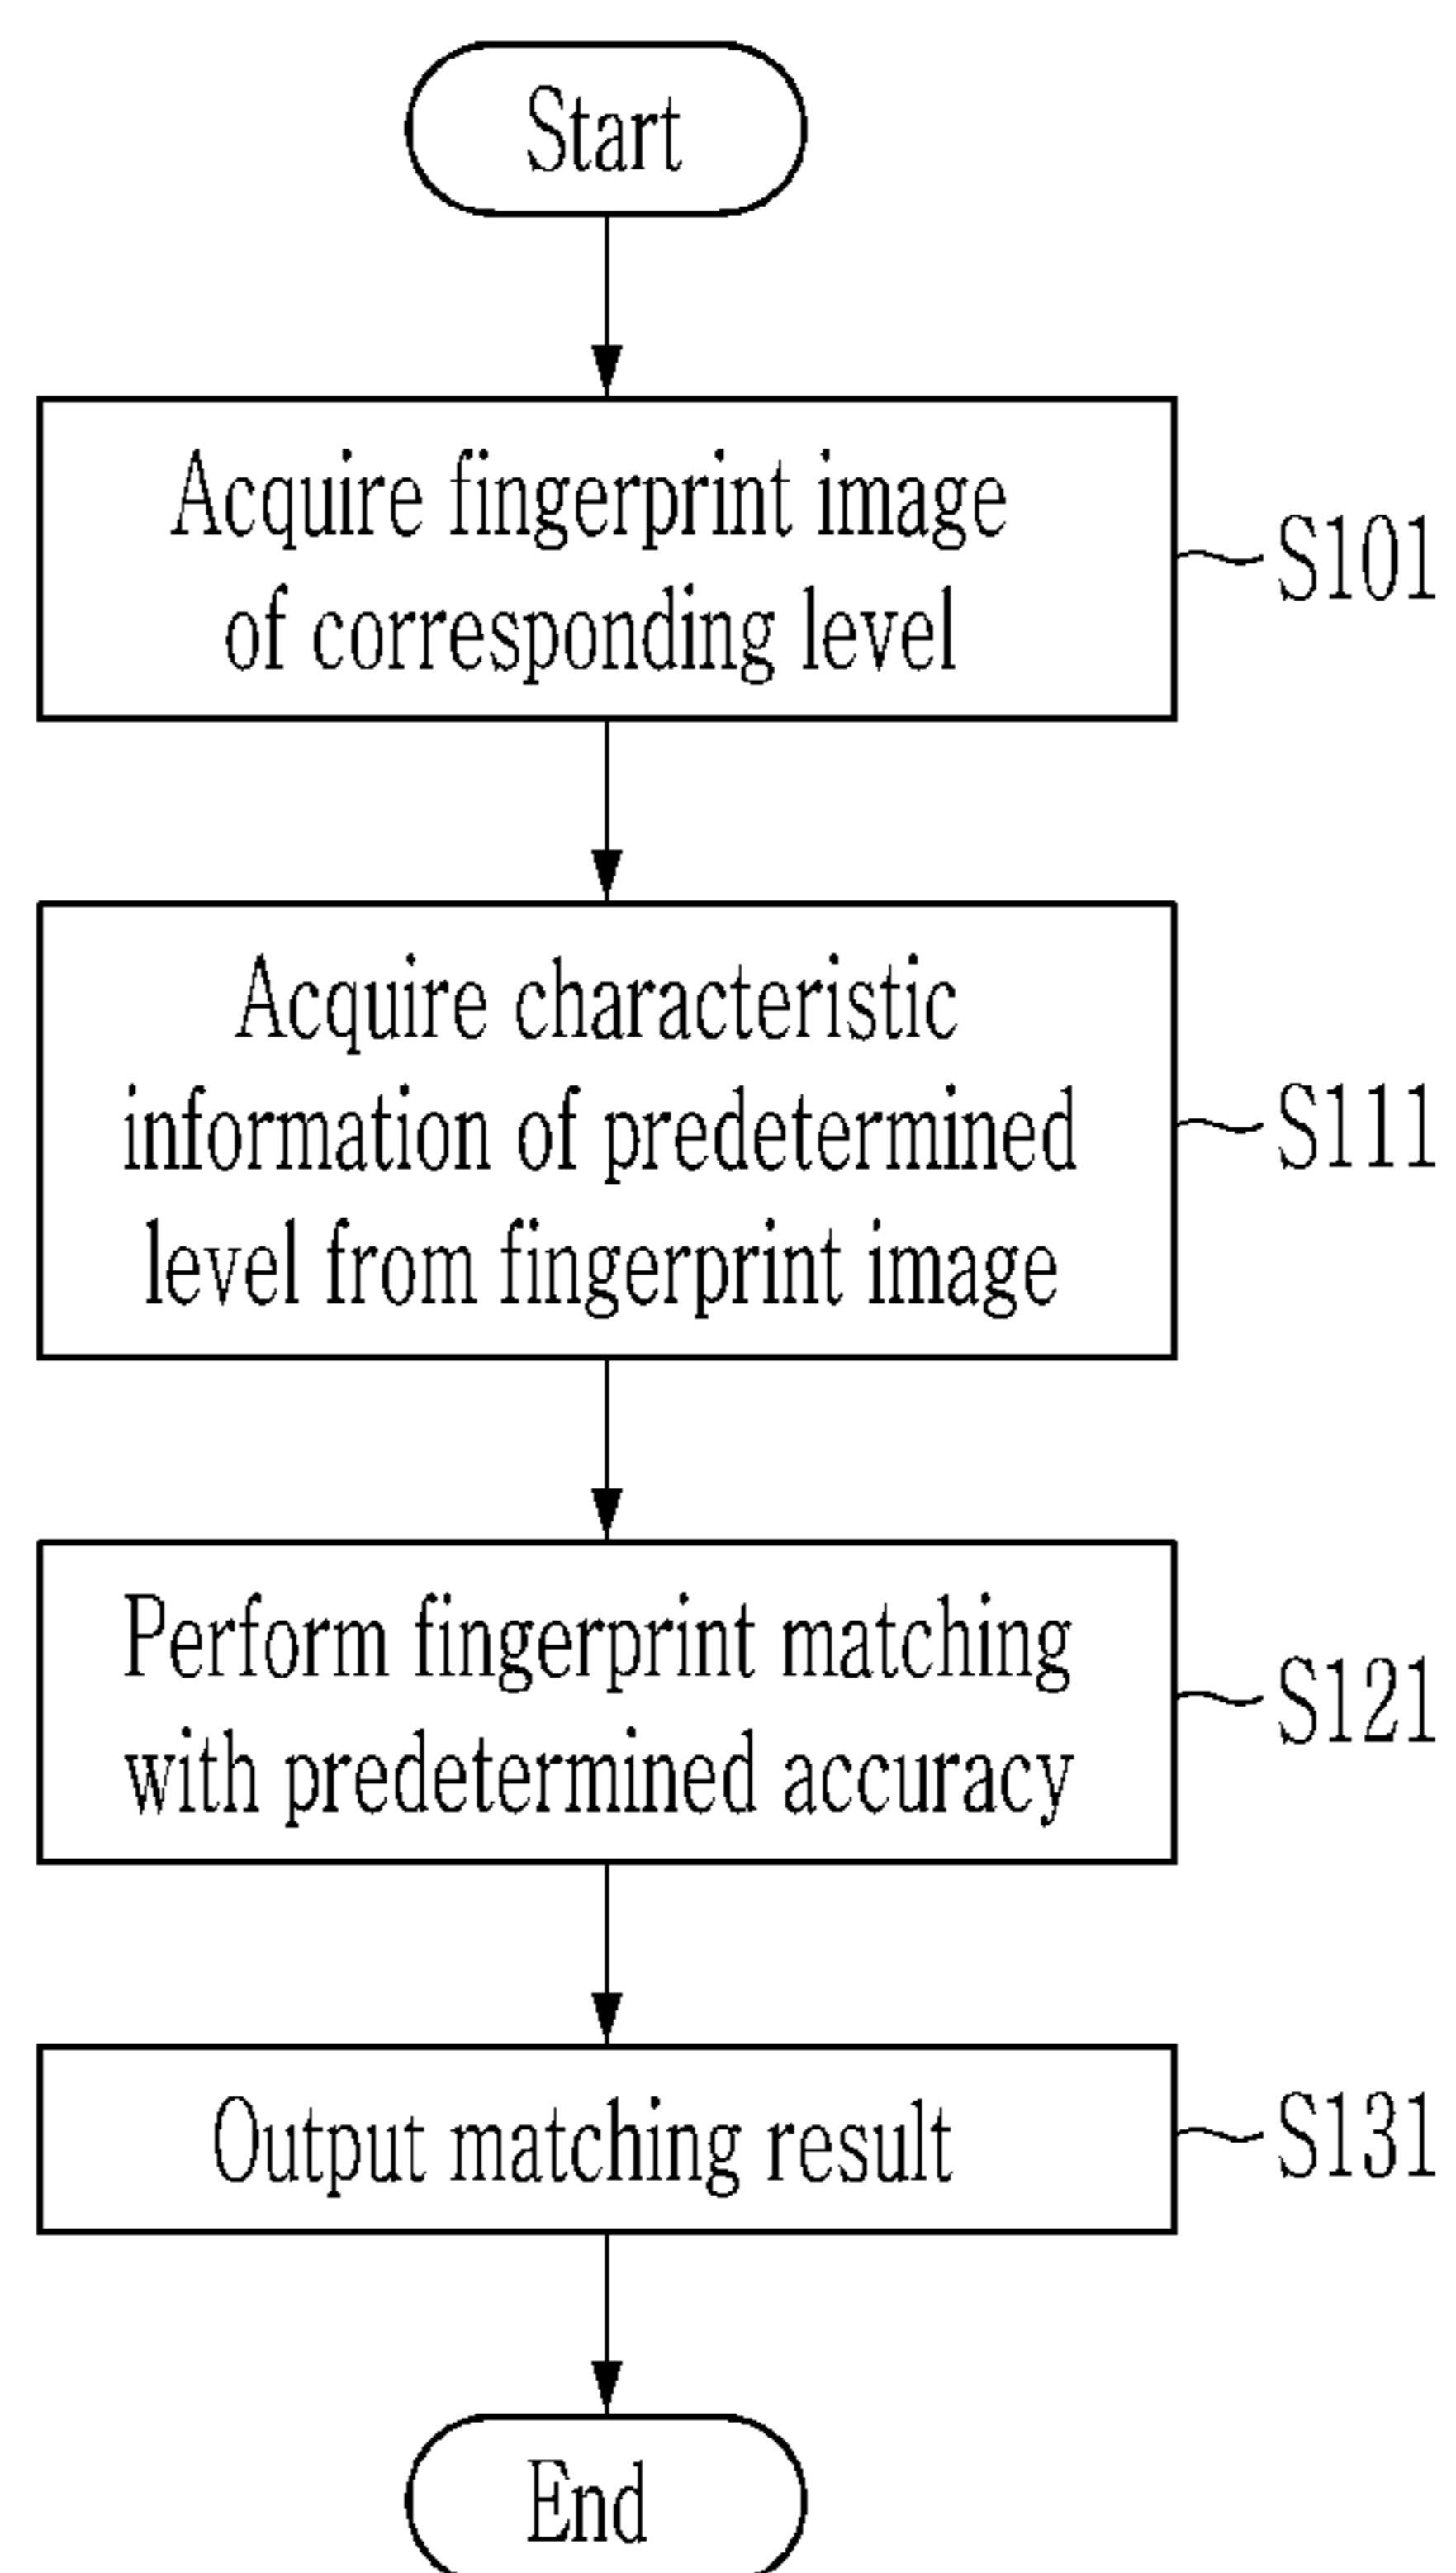 Start
Acquire fingerprint image
of corresponding level
S101
Acquire characteristic
information of predetermined
level from fingerprint image
S111
Perform fingerprint matching
with predetermined accuracy
S121
Output matching result
S131
End